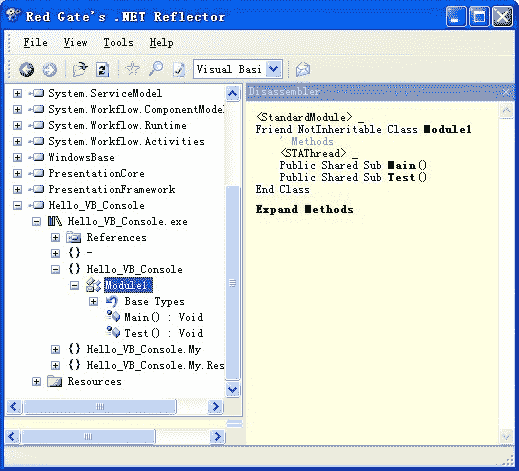 Red Gate's .NET Reflector
File View Tools Help
Visual Basi
System.ServiceModel
System.Workflow.ComponentMode
System.Workflow.Runtime
System.Workflow.Activities
WindowsBase
PresentationCore
PresentationFramework
Hello_VB_Console
Hello_VB_Console.exe
References
{} -
{} Hello_VB_Console
Module1
Base Types
Main() : Void
Test() : Void
{} Hello_VB_Console.My
{} Hello_VB_Console.My.Res
Resources
Disassembler
<StandardModule> _
Friend NotInheritable Class Module1
' Methods
<STAThread> _
Public Shared Sub Main()
Public Shared Sub Test()
End Class
Expand Methods